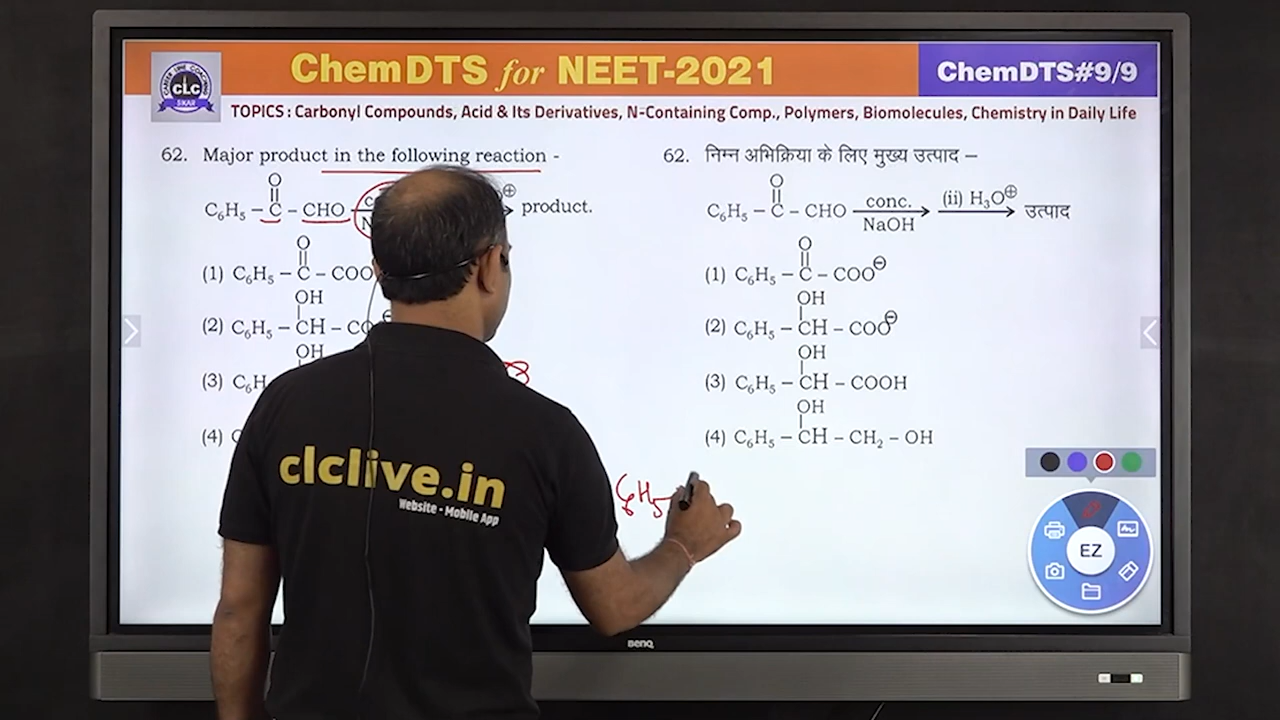 ChemDTS for NEET-2021
ChemDTS#9/9
CLC
SIKAR
TOPICS : Carbonyl Compounds, Acid & Its Derivatives, N-Containing Comp., Polymers, Biomolecules, Chemistry in Daily Life
62. Major product in the following reaction -
O
C₆H₅ – C – CHO
product.
O
(1) C₆H₅ – C – COO
OH
(2) C₆H₅ – CH – CO
OH
(3) C₆H
(4) C
62. निम्न अभिक्रिया के लिए मुख्य उत्पाद –
O
C₆H₅ – C – CHO conc. NaOH → (ii) H₃O⊕ → उत्पाद
O
(1) C₆H₅ – C – COO⊖
OH
(2) C₆H₅ – CH – COO⊖
OH
(3) C₆H₅ – CH – COOH
OH
(4) C₆H₅ – CH – CH₂ – OH
6H5
EZ
clclive.in
Website - Mobile App
BenQ